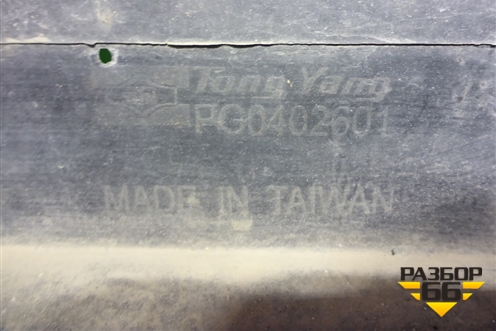 Tong Yang
PG0402601
MADE IN TAIWAN
РАЗБОР
66